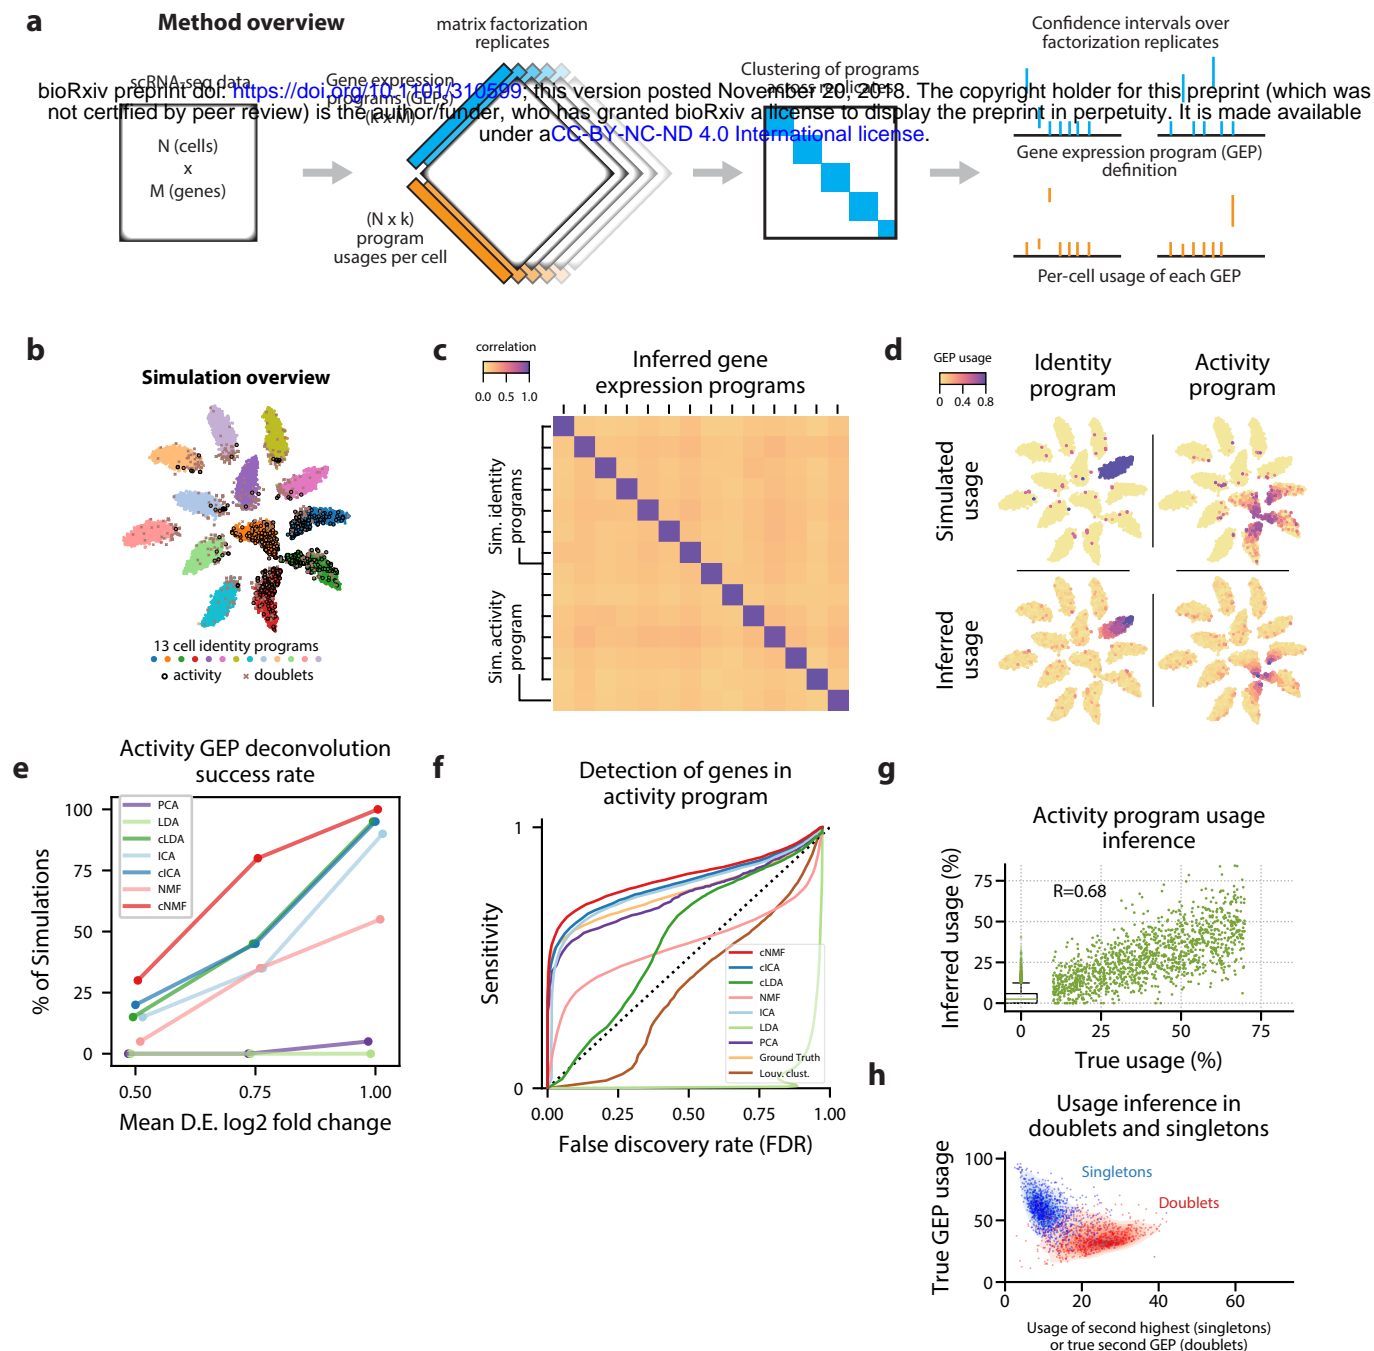 a
Method overview
matrix factorization
replicates
Confidence intervals over
factorization replicates
scRNA-seq data
Gene expression
programs (GEPs)
(k x M)
Clustering of programs
across replicates
bioRxiv preprint doi: https://doi.org/10.1101/310599; this version posted November 20, 2018. The copyright holder for this preprint (which was
not certified by peer review) is the author/funder, who has granted bioRxiv a license to display the preprint in perpetuity. It is made available
under aCC-BY-NC-ND 4.0 International license.
N (cells)
x
M (genes)
(N x k)
program
usages per cell
Gene expression program (GEP)
definition
Per-cell usage of each GEP
b
Simulation overview
13 cell identity programs
activity
doublets
c
correlation
0.0 0.5 1.0
Inferred gene
expression programs
Sim. identity
programs
Sim. activity
program
d
GEP usage
0 0.4 0.8
Identity
program
Activity
program
Simulated
usage
Inferred
usage
e
Activity GEP deconvolution
success rate
% of Simulations
100
75
50
25
0
PCA
LDA
cLDA
ICA
cICA
NMF
cNMF
0.50 0.75 1.00
Mean D.E. log2 fold change
f
Detection of genes in
activity program
Sensitivity
1
0
cNMF
cICA
cLDA
NMF
ICA
LDA
PCA
Ground Truth
Louv. clust.
0.00 0.25 0.50 0.75 1.00
False discovery rate (FDR)
g
Activity program usage
inference
Inferred usage (%)
75
50
25
0
R=0.68
0 25 50 75
True usage (%)
h
Usage inference in
doublets and singletons
True GEP usage
100
50
0
Singletons
Doublets
0 20 40 60
Usage of second highest (singletons)
or true second GEP (doublets)